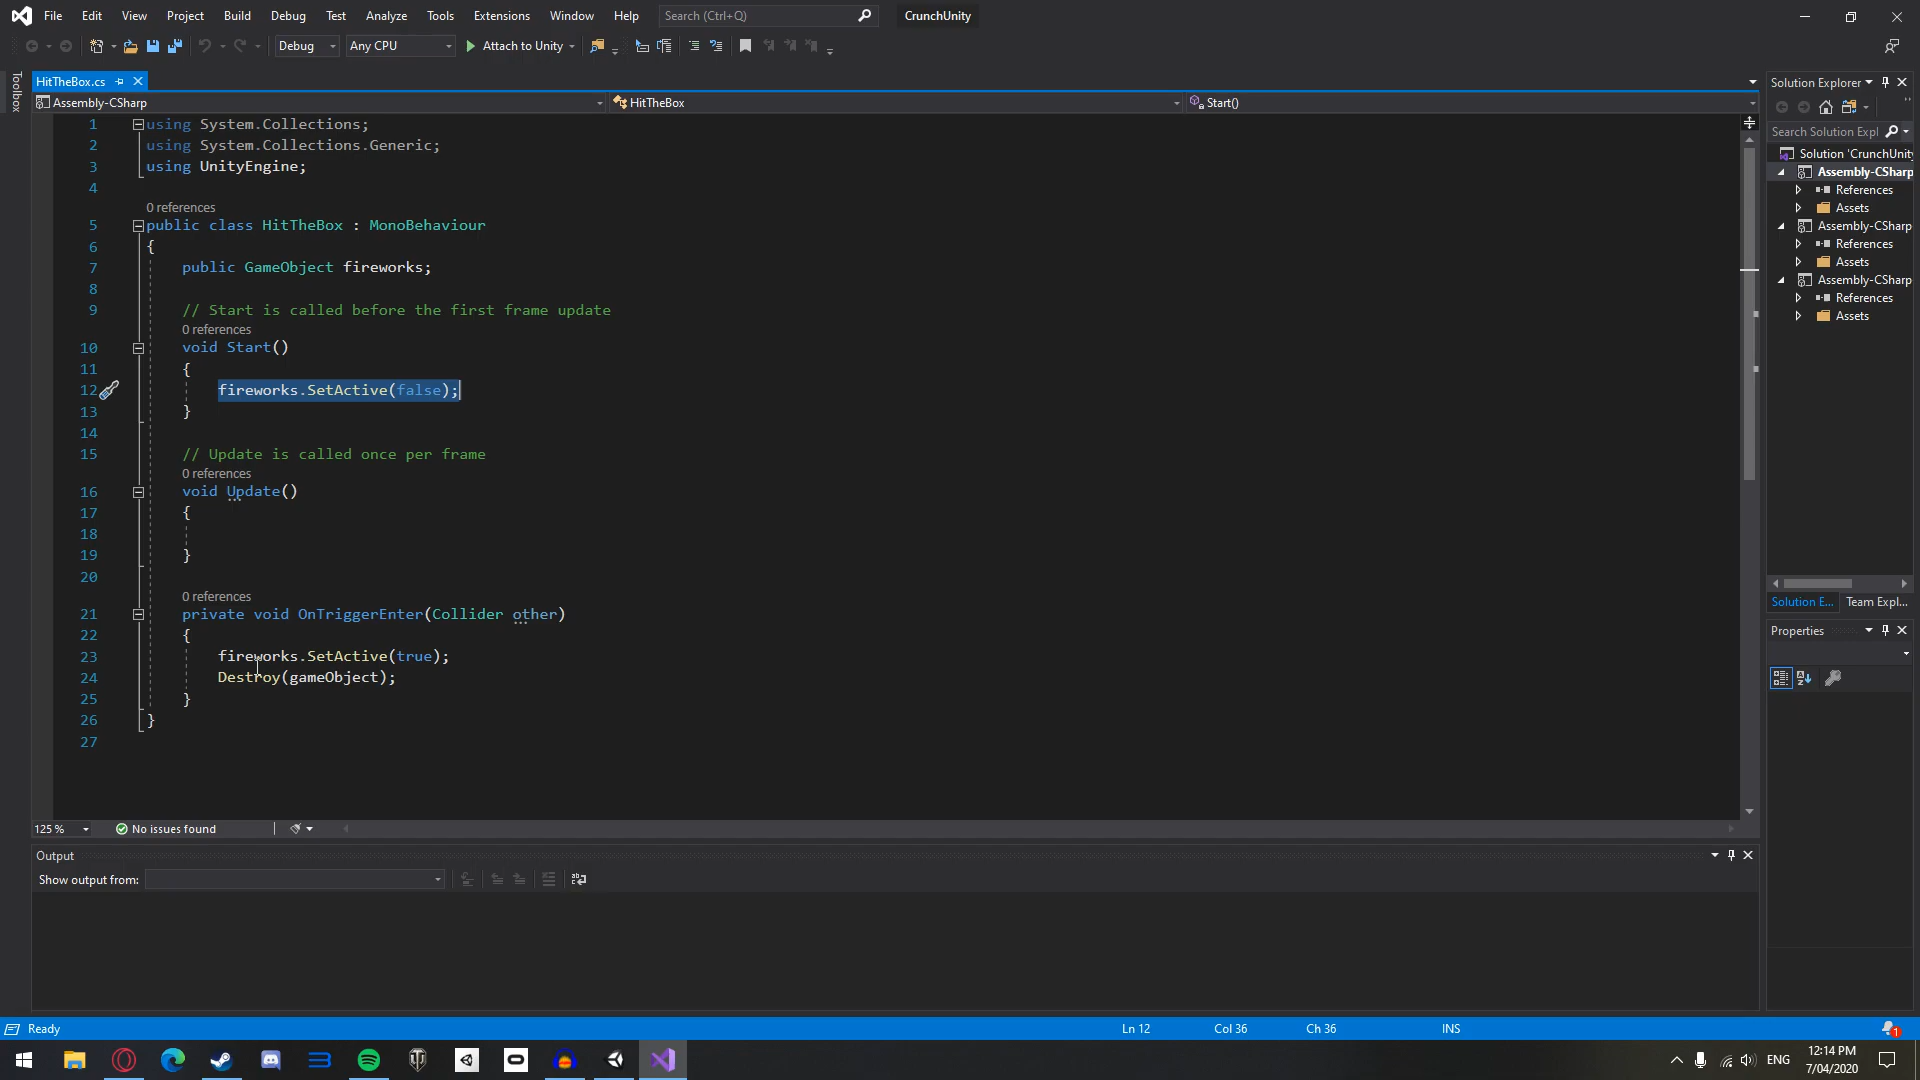 File Edit View Project Build Debug Test Analyze Tools Extensions Window Help Search (Ctrl+Q) CrunchUnity
Debug Any CPU Attach to Unity
Toolbox
HitTheBox.cs
Assembly-CSharp HitTheBox Start()
1 using System.Collections;
2 using System.Collections.Generic;
3 using UnityEngine;
4
0 references
5 public class HitTheBox : MonoBehaviour
6 {
7 public GameObject fireworks;
8
9 // Start is called before the first frame update
0 references
10 void Start()
11 {
12 fireworks.SetActive(false);
13 }
14
15 // Update is called once per frame
0 references
16 void Update()
17 {
18
19 }
20
0 references
21 private void OnTriggerEnter(Collider other)
22 {
23 fireworks.SetActive(true);
24 Destroy(gameObject);
25 }
26 }
27
125 % No issues found
Output
Show output from:
Solution Explorer
Search Solution Expl
Solution 'CrunchUnity
Assembly-CSharp
References
Assets
Assembly-CSharp
References
Assets
Assembly-CSharp
References
Assets
Solution E... Team Expl...
Properties
Ready Ln 12 Col 36 Ch 36 INS 1
ENG 12:14 PM
7/04/2020